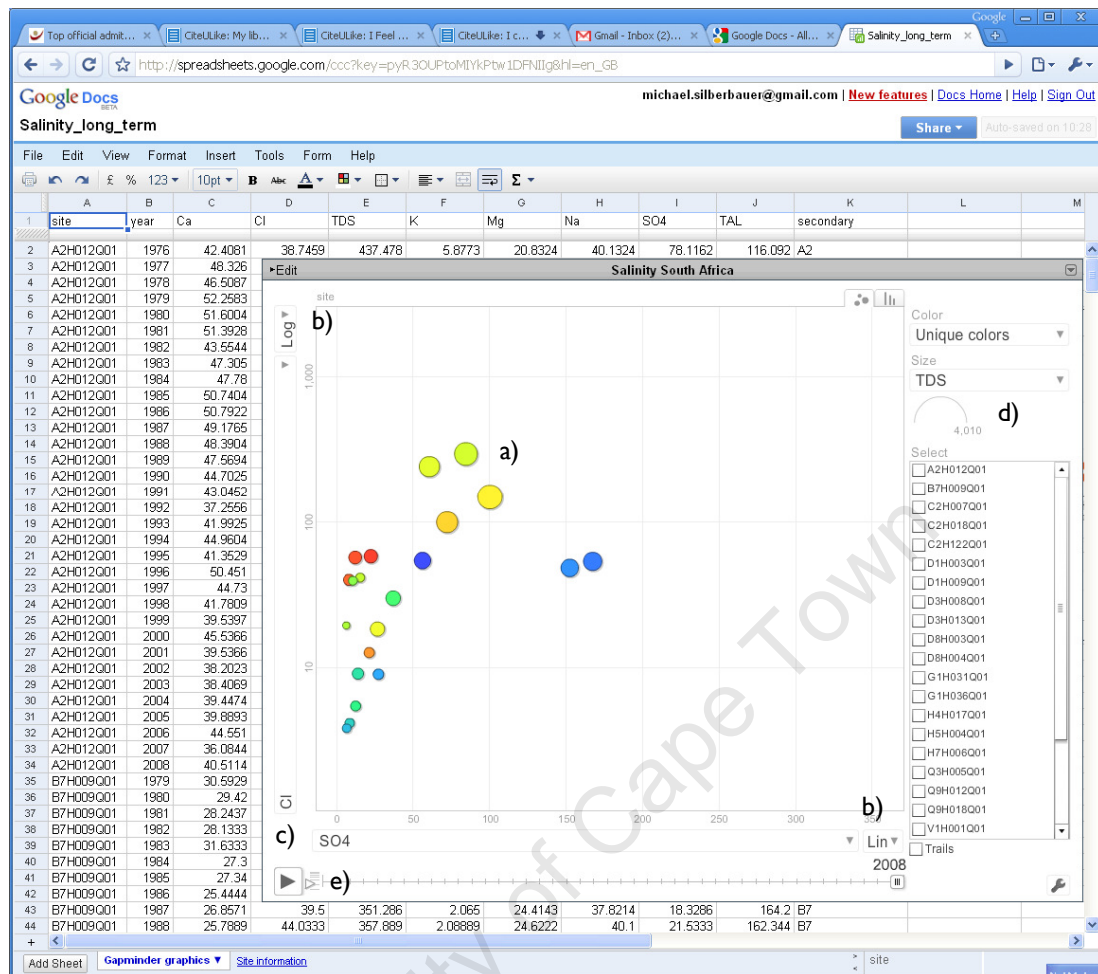 Google
Top official admit...
CiteULike: My lib...
CiteULike: I Feel ...
CiteULike: I c...
Gmail - Inbox (2)...
Google Docs - All...
Salinity_long_term
http://spreadsheets.google.com/ccc?key=pyR3OUPtoMIYkPtw1DFNIIg&hl=en_GB
Google Docs
BETA
michael.silberbauer@gmail.com | New features | Docs Home | Help | Sign Out
Salinity_long_term
Share
Auto-saved on 10:28
File Edit View Format Insert Tools Form Help
£ % 123 10pt B Abc A Σ
A B C D E F G H I J K L M
1 site year Ca Cl TDS K Mg Na SO4 TAL secondary
2 A2H012Q01 1976 42.4081 38.7459 437.478 5.8773 20.8324 40.1324 78.1162 116.092 A2
3 A2H012Q01 1977 48.326
4 A2H012Q01 1978 46.5087
5 A2H012Q01 1979 52.2583
6 A2H012Q01 1980 51.6004
7 A2H012Q01 1981 51.3928
8 A2H012Q01 1982 43.5544
9 A2H012Q01 1983 47.305
10 A2H012Q01 1984 47.78
11 A2H012Q01 1985 50.7404
12 A2H012Q01 1986 50.7922
13 A2H012Q01 1987 49.1765
14 A2H012Q01 1988 48.3904
15 A2H012Q01 1989 47.5694
16 A2H012Q01 1990 44.7025
17 A2H012Q01 1991 43.0452
18 A2H012Q01 1992 37.2556
19 A2H012Q01 1993 41.9925
20 A2H012Q01 1994 44.9604
21 A2H012Q01 1995 41.3529
22 A2H012Q01 1996 50.451
23 A2H012Q01 1997 44.73
24 A2H012Q01 1998 41.7809
25 A2H012Q01 1999 39.5397
26 A2H012Q01 2000 45.5366
27 A2H012Q01 2001 39.5366
28 A2H012Q01 2002 38.2023
29 A2H012Q01 2003 38.4069
30 A2H012Q01 2004 39.4474
31 A2H012Q01 2005 39.8893
32 A2H012Q01 2006 44.551
33 A2H012Q01 2007 36.0844
34 A2H012Q01 2008 40.5114
35 B7H009Q01 1979 30.5929
36 B7H009Q01 1980 29.42
37 B7H009Q01 1981 28.2437
38 B7H009Q01 1982 28.1333
39 B7H009Q01 1983 31.6333
40 B7H009Q01 1984 27.3
41 B7H009Q01 1985 27.34
42 B7H009Q01 1986 25.4444
43 B7H009Q01 1987 26.8571 39.5 351.286 2.065 24.4143 37.8214 18.3286 164.2 B7
44 B7H009Q01 1988 25.7889 44.0333 357.889 2.08889 24.6222 40.1 21.5333 162.344 B7
Edit
Salinity South Africa
site
b)
Log
1,000
100
10
Cl
a)
0 50 100 150 200 250 300 350
b)
c)
SO4
Lin
2008
e)
Color
Unique colors
Size
TDS
d)
4,010
Select
A2H012Q01
B7H009Q01
C2H007Q01
C2H018Q01
C2H122Q01
D1H003Q01
D1H009Q01
D3H008Q01
D3H013Q01
D8H003Q01
D8H004Q01
G1H031Q01
G1H036Q01
H4H017Q01
H5H004Q01
H7H006Q01
Q3H005Q01
Q9H012Q01
Q9H018Q01
V1H001Q01
Trails
Add Sheet
Gapminder graphics
Site information
site
ity of Cape Town